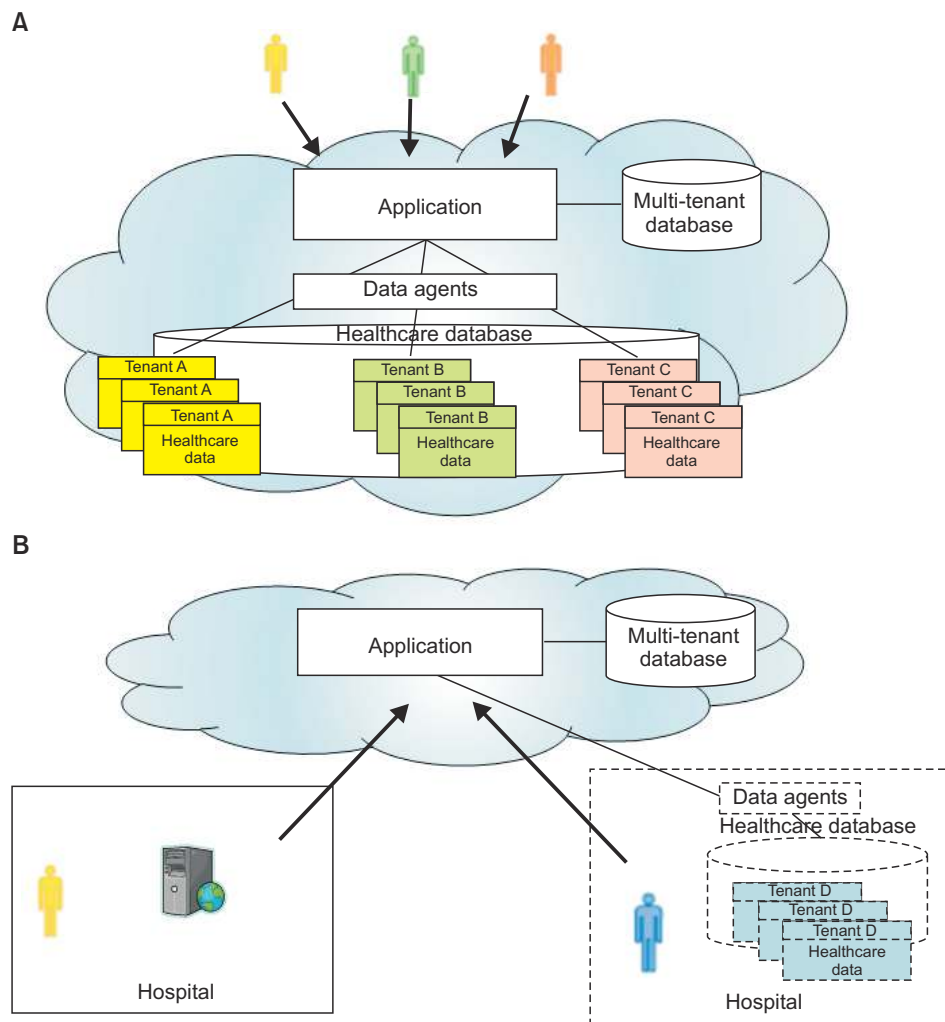 A
Application
Multi-tenant
database
Data agents
Healthcare database
Tenant A
Tenant A
Tenant A
Healthcare
data
Tenant B
Tenant B
Tenant B
Healthcare
data
Tenant C
Tenant C
Tenant C
Healthcare
data
B
Application
Multi-tenant
database
Data agents
Healthcare database
Tenant D
Tenant D
Tenant D
Healthcare
data
Hospital
Hospital